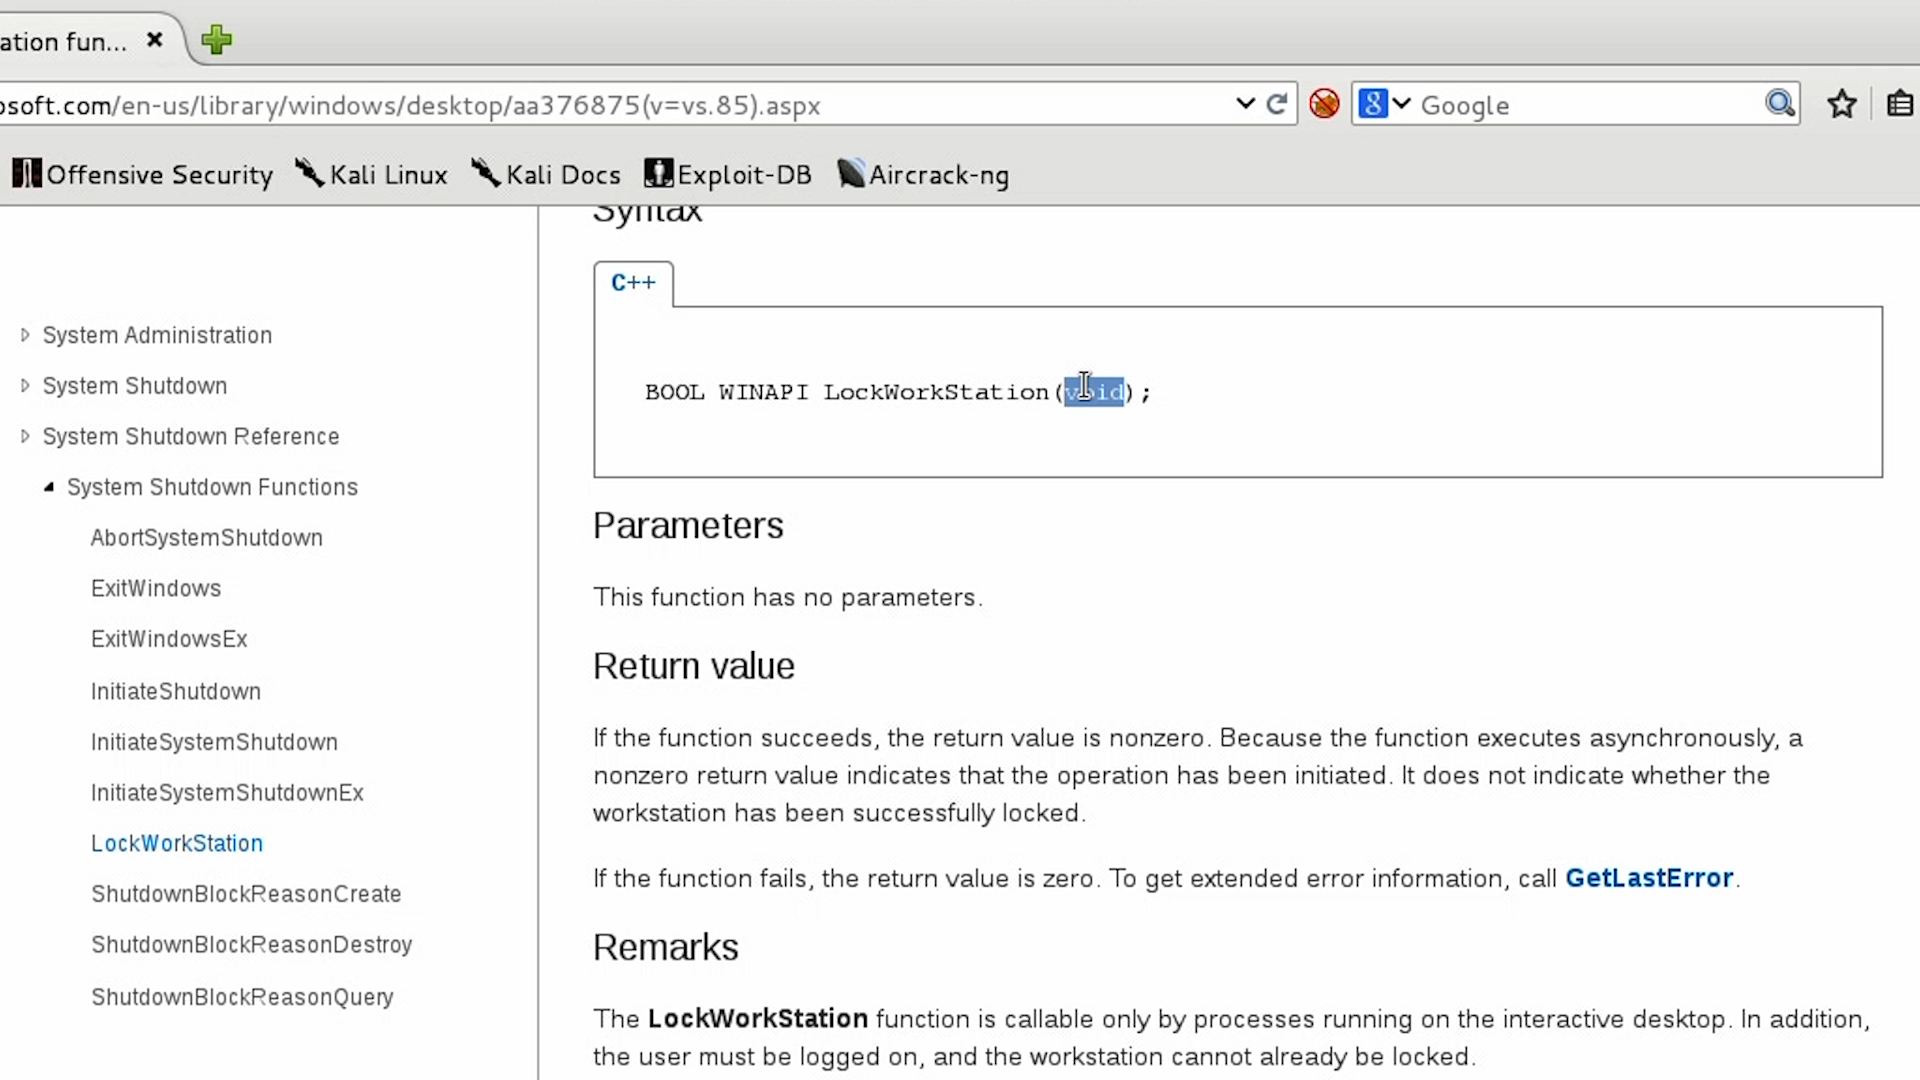 ation fun...
osoft.com/en-us/library/windows/desktop/aa376875(v=vs.85).aspx
8
Google
Offensive Security
Kali Linux
Kali Docs
Exploit-DB
Aircrack-ng
System Administration
System Shutdown
System Shutdown Reference
System Shutdown Functions
AbortSystemShutdown
ExitWindows
ExitWindowsEx
InitiateShutdown
InitiateSystemShutdown
InitiateSystemShutdownEx
LockWorkStation
ShutdownBlockReasonCreate
ShutdownBlockReasonDestroy
ShutdownBlockReasonQuery
Syntax
C++
BOOL WINAPI LockWorkStation(void);
Parameters
This function has no parameters.
Return value
If the function succeeds, the return value is nonzero. Because the function executes asynchronously, a
nonzero return value indicates that the operation has been initiated. It does not indicate whether the
workstation has been successfully locked.
If the function fails, the return value is zero. To get extended error information, call GetLastError.
Remarks
The LockWorkStation function is callable only by processes running on the interactive desktop. In addition,
the user must be logged on, and the workstation cannot already be locked.